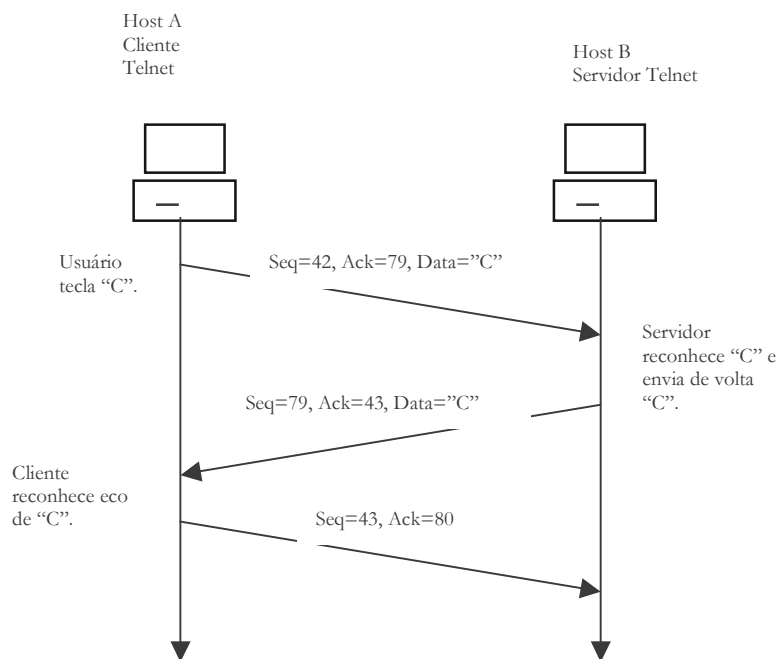 Host A
Cliente
Telnet
Host B
Servidor Telnet
Usuário
tecla “C”.
Seq=42, Ack=79, Data=”C”
Servidor
reconhece “C” e
envia de volta
“C”.
Seq=79, Ack=43, Data=”C”
Cliente
reconhece eco
de “C”.
Seq=43, Ack=80